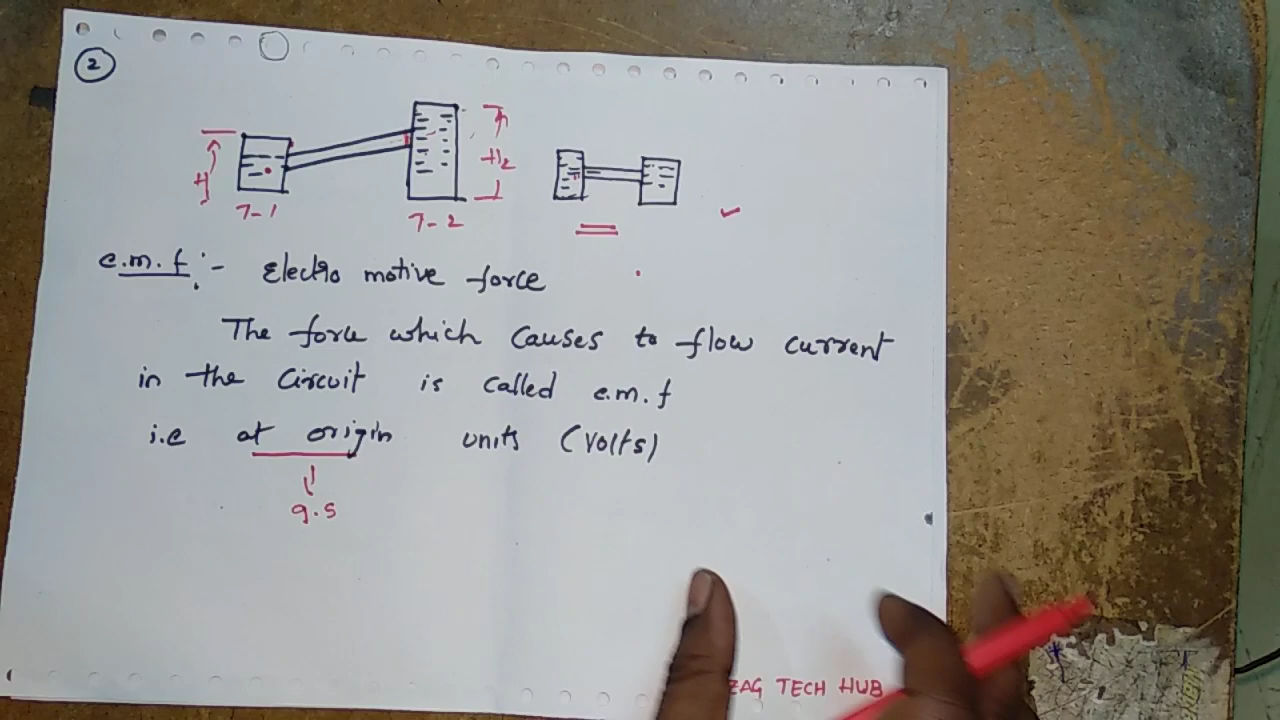 2
H
H2
T-1
T-2
e.m.f :- Electro motive force
The force which causes to flow current
in the circuit is called e.m.f
i.e at origin units (volts)
g.s
ZAG TECH HUB